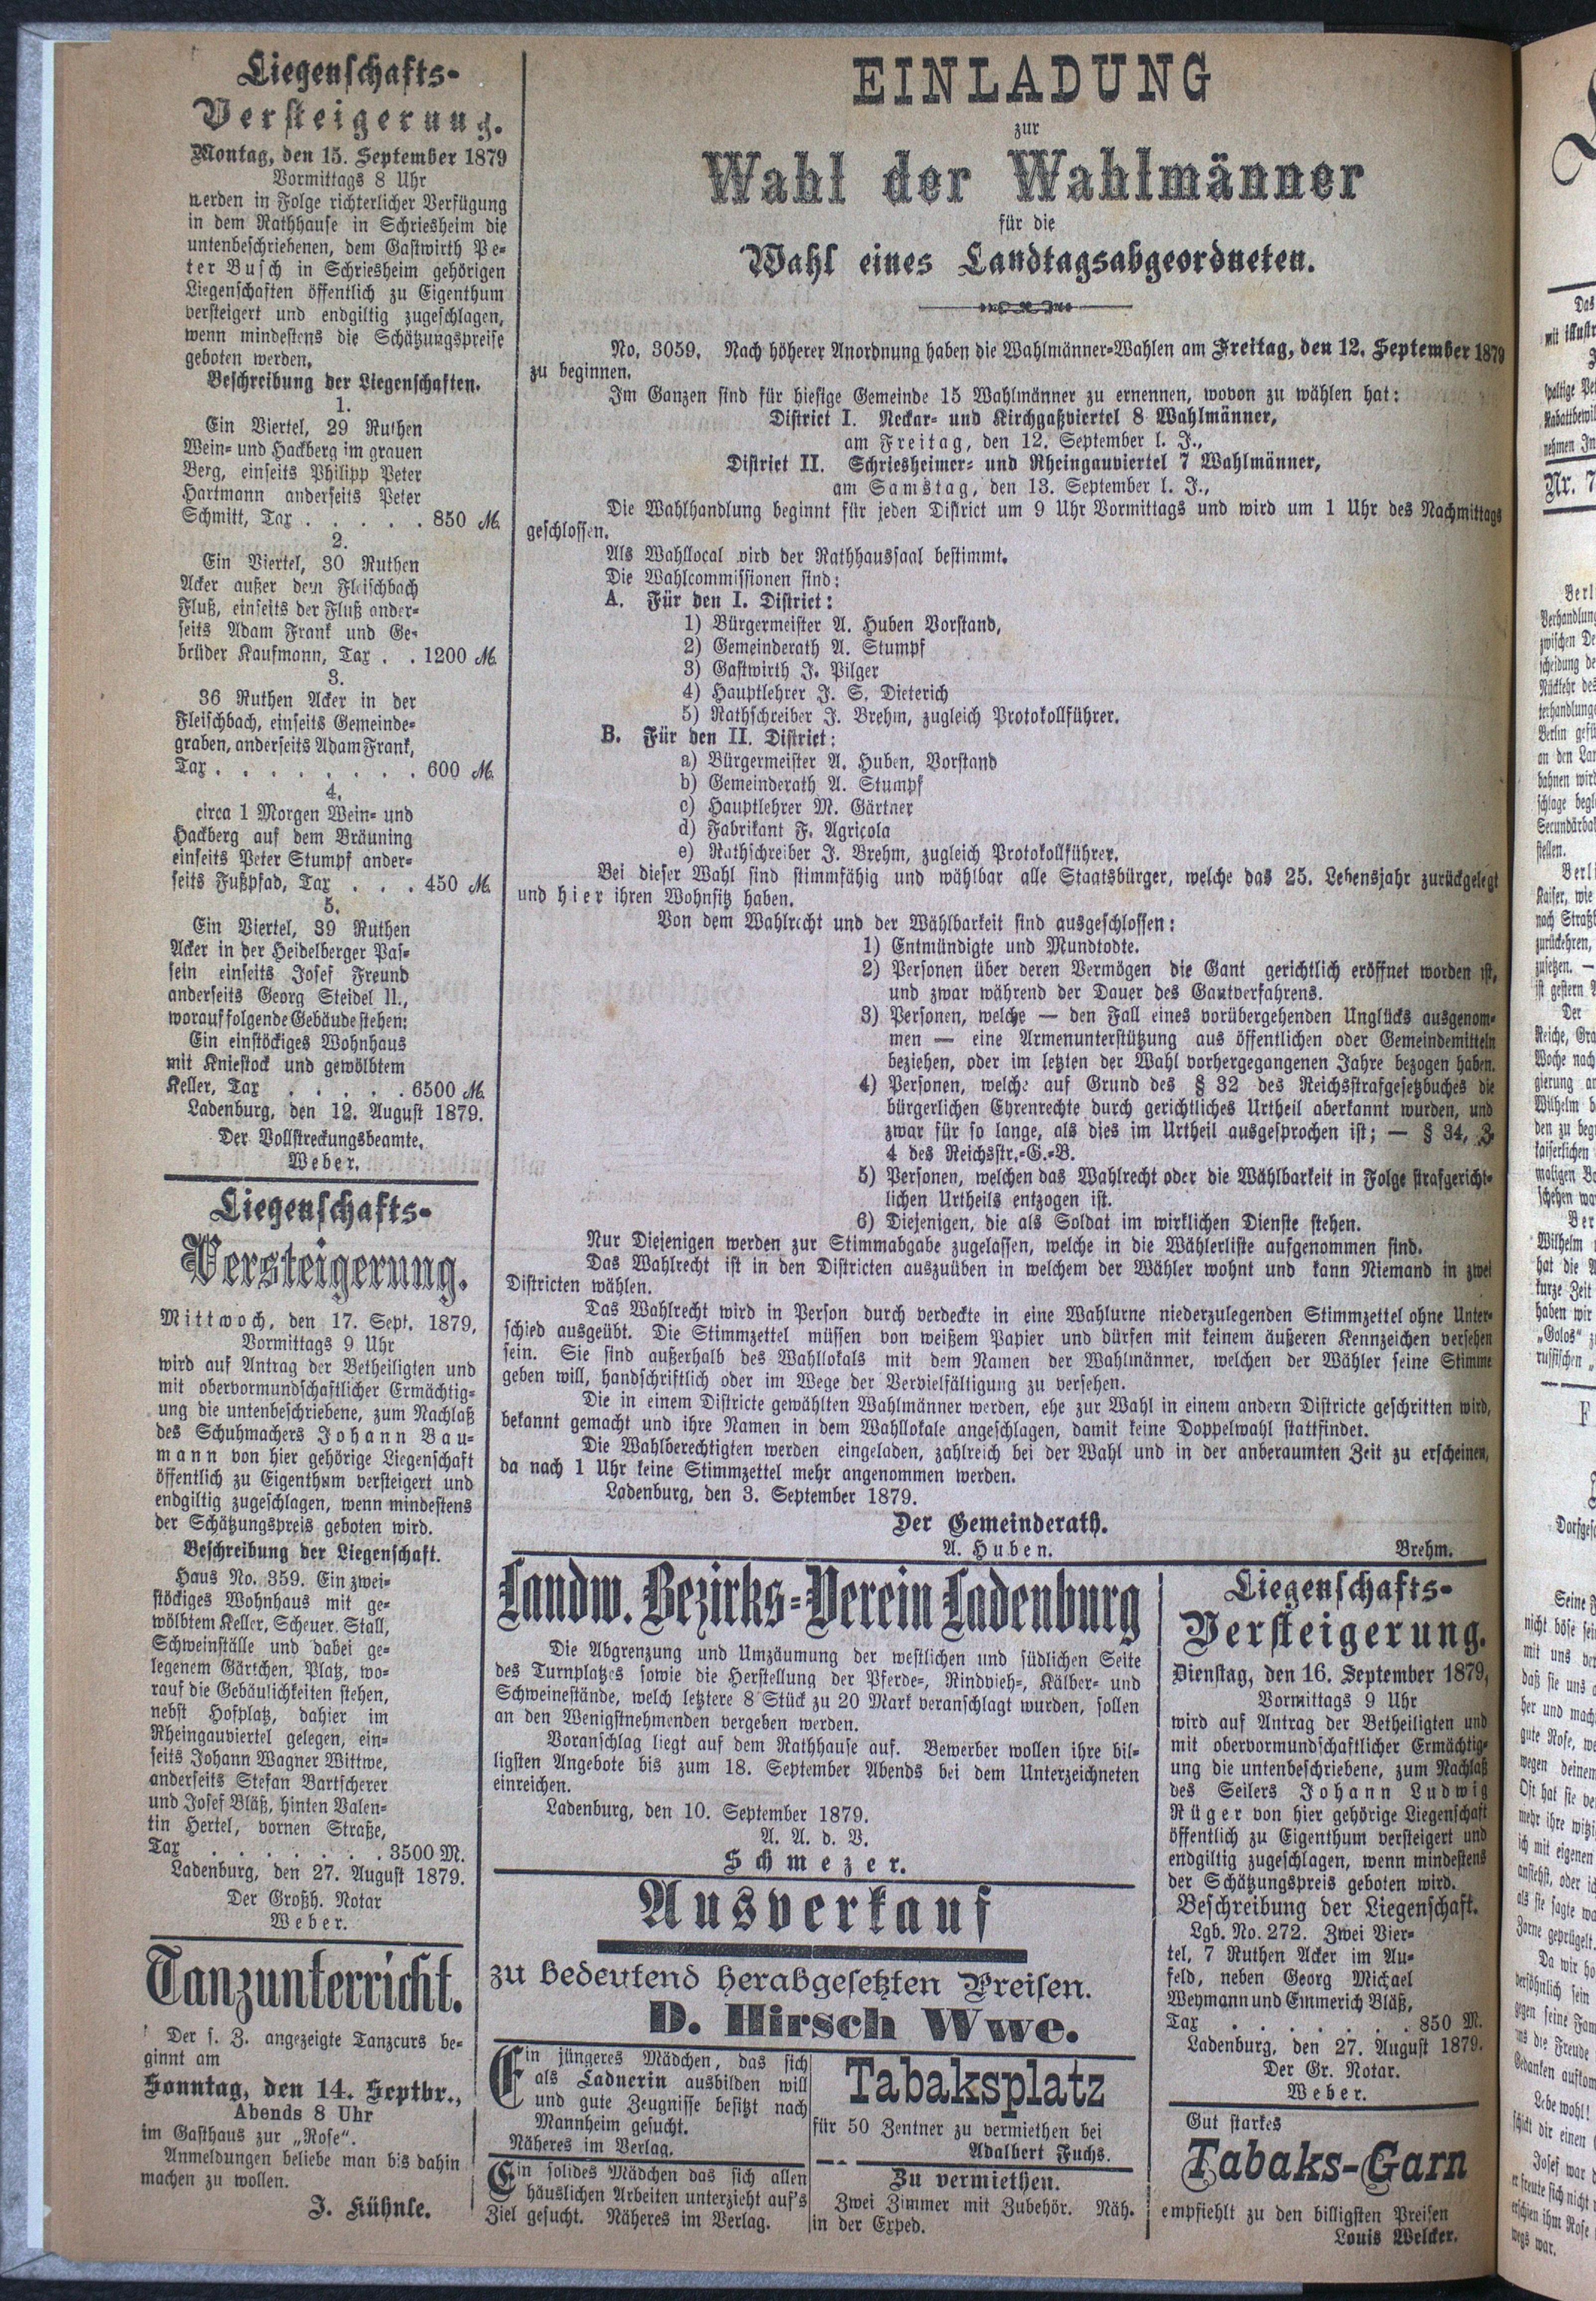 Liegenschafts-
Versteigerung.
Montag, den 15. September 1879
Vormittags 8 Uhr
werden in Folge richterlicher Verfügung
in dem Rathhause in Schriesheim die
untenbeschriebenen, dem Gastwirth Pe-
ter Busch in Schriesheim gehörigen
Liegenschaften öffentlich zu Eigenthum
versteigert und endgiltig zugeschlagen,
wenn mindestens die Schätzungspreise
geboten werden.
Beschreibung der Liegenschaften.
1.
Ein Viertel, 29 Ruthen
Wein- und Hackberg im grauen
Berg, einseits Philipp Peter
Hartmann anderseits Peter
Schmitt, Tax . . . . . 850 M.
2.
Ein Viertel, 30 Ruthen
Acker außer dem Fleischbach
Fluß, einseits der Fluß ander-
seits Adam Frank und Ge-
brüder Kaufmann, Tax . . 1200 M.
3.
36 Ruthen Acker in der
Fleischbach, einseits Gemeinde-
graben, anderseits Adam Frank,
Tax . . . . . . . . 600 M.
4.
circa 1 Morgen Wein- und
Hackberg auf dem Bräuning
einseits Peter Stumpf ander-
seits Fußpfad, Tax . . . 450 M.
5.
Ein Viertel, 39 Ruthen
Acker in der Heidelberger Pas-
sein einseits Josef Freund
anderseits Georg Steidel II.,
worauf folgende Gebäude stehen:
Ein einstöckiges Wohnhaus
mit Kniestock und gewölbtem
Keller, Tax . . . . . 6500 M.
Ladenburg, den 12. August 1879.
Der Vollstreckungsbeamte.
Weber.
Liegenschafts-
Versteigerung.
Mittwoch, den 17. Sept. 1879,
Vormittags 9 Uhr
wird auf Antrag der Betheiligten und
mit obervormundschaftlicher Ermächtig-
ung die untenbeschriebene, zum Nachlaß
des Schuhmachers Johann Bau-
mann von hier gehörige Liegenschaft
öffentlich zu Eigenthum versteigert und
endgiltig zugeschlagen, wenn mindestens
der Schätzungspreis geboten wird.
Beschreibung der Liegenschaft.
Haus No. 359. Ein zwei-
stöckiges Wohnhaus mit ge-
wölbtem Keller, Scheuer, Stall,
Schweinställe und dabei ge-
legenem Gärtchen, Platz, wo-
rauf die Gebäulichkeiten stehen,
nebst Hofplatz, dahier im
Rheingauviertel gelegen, ein-
seits Johann Wagner Wittwe,
anderseits Stefan Bartscherer
und Josef Bläß, hinten Valen-
tin Hertel, vornen Straße,
Tax . . . . . . . 3500 M.
Ladenburg, den 27. August 1879.
Der Großh. Notar
Weber.
Tanzunterricht.
Der s. Z. angezeigte Tanzcurs be-
ginnt am
Sonntag, den 14. Septbr.,
Abends 8 Uhr
im Gasthaus zur „Rose“.
Anmeldungen beliebe man bis dahin
machen zu wollen.
J. Kühnle.
EINLADUNG
zur
Wahl der Wahlmänner
für die
Wahl eines Landtagsabgeordneten.
No. 3059. Nach höherer Anordnung haben die Wahlmänner-Wahlen am Freitag, den 12. September 1879
zu beginnen.
Im Ganzen sind für hiesige Gemeinde 15 Wahlmänner zu ernennen, wovon zu wählen hat:
District I. Neckar- und Kirchgaßviertel 8 Wahlmänner,
am Freitag, den 12. September l. J.,
District II. Schriesheimer- und Rheingauviertel 7 Wahlmänner,
am Samstag, den 13. September l. J.,
Die Wahlhandlung beginnt für jeden District um 9 Uhr Vormittags und wird um 1 Uhr des Nachmittags
geschlossen.
Als Wahllocal wird der Rathhaussaal bestimmt.
Die Wahlcommissionen sind:
A. Für den I. District:
1) Bürgermeister A. Huben Vorstand,
2) Gemeinderath A. Stumpf
3) Gastwirth J. Pilger
4) Hauptlehrer J. S. Dieterich
5) Rathschreiber J. Brehm, zugleich Protokollführer.
B. Für den II. District:
a) Bürgermeister A. Huben, Vorstand
b) Gemeinderath A. Stumpf
c) Hauptlehrer M. Gärtner
d) Fabrikant F. Agricola
e) Rathschreiber J. Brehm, zugleich Protokollführer.
Bei dieser Wahl sind stimmfähig und wählbar alle Staatsbürger, welche das 25. Lebensjahr zurückgelegt
und hier ihren Wohnsitz haben.
Von dem Wahlrecht und der Wählbarkeit sind ausgeschlossen:
1) Entmündigte und Mundtodte.
2) Personen über deren Vermögen die Gant gerichtlich eröffnet worden ist,
und zwar während der Dauer des Gantverfahrens.
3) Personen, welche — den Fall eines vorübergehenden Unglücks ausgenom-
men — eine Armenunterstützung aus öffentlichen oder Gemeindemitteln
beziehen, oder im letzten der Wahl vorhergegangenen Jahre bezogen haben.
4) Personen, welche auf Grund des § 32 des Reichsstrafgesetzbuches die
bürgerlichen Ehrenrechte durch gerichtliches Urtheil aberkannt wurden, und
zwar für so lange, als dies im Urtheil ausgesprochen ist; — § 34, Z.
4 des Reichsstr.-G.-B.
5) Personen, welchen das Wahlrecht oder die Wählbarkeit in Folge strafgericht-
lichen Urtheils entzogen ist.
6) Diejenigen, die als Soldat im wirklichen Dienste stehen.
Nur Diejenigen werden zur Stimmabgabe zugelassen, welche in die Wählerliste aufgenommen sind.
Das Wahlrecht ist in den Districten auszuüben in welchem der Wähler wohnt und kann Niemand in zwei
Districten wählen.
Das Wahlrecht wird in Person durch verdeckte in eine Wahlurne niederzulegenden Stimmzettel ohne Unter-
schied ausgeübt. Die Stimmzettel müssen von weißem Papier und dürfen mit keinem äußeren Kennzeichen versehen
sein. Sie sind außerhalb des Wahllokals mit dem Namen der Wahlmänner, welchen der Wähler seine Stimme
geben will, handschriftlich oder im Wege der Vervielfältigung zu versehen.
Die in einem Districte gewählten Wahlmänner werden, ehe zur Wahl in einem andern Districte geschritten wird,
bekannt gemacht und ihre Namen in dem Wahllokale angeschlagen, damit keine Doppelwahl stattfindet.
Die Wahlberechtigten werden eingeladen, zahlreich bei der Wahl und in der anberaumten Zeit zu erscheinen,
da nach 1 Uhr keine Stimmzettel mehr angenommen werden.
Ladenburg, den 3. September 1879.
Der Gemeinderath.
A. Huben. Brehm.
Landw. Bezirks-Verein Ladenburg
Die Abgrenzung und Umzäumung der westlichen und südlichen Seite
des Turnplatzes sowie die Herstellung der Pferde-, Rindvieh-, Kälber- und
Schweinestände, welch letztere 8 Stück zu 20 Mark veranschlagt wurden, sollen
an den Wenigstnehmenden vergeben werden.
Voranschlag liegt auf dem Rathhause auf. Bewerber wollen ihre bil-
ligsten Angebote bis zum 18. September Abends bei dem Unterzeichneten
einreichen.
Ladenburg, den 10. September 1879.
A. A. d. V.
Schmezer.
Ausverkauf
zu bedeutend herabgesetzten Preisen.
D. Hirsch Wwe.
Ein jüngeres Mädchen, das sich
als Ladnerin ausbilden will
und gute Zeugnisse besitzt nach
Mannheim gesucht.
Näheres im Verlag.
Ein solides Mädchen das sich allen
häuslichen Arbeiten unterzieht auf's
Ziel gesucht. Näheres im Verlag.
Tabaksplatz
für 50 Zentner zu vermiethen bei
Adalbert Fuchs.
Zu vermiethen.
Zwei Zimmer mit Zubehör. Näh.
in der Exped.
Liegenschafts-
Versteigerung.
Dienstag, den 16. September 1879,
Vormittags 9 Uhr
wird auf Antrag der Betheiligten und
mit obervormundschaftlicher Ermächtig-
ung die untenbeschriebene, zum Nachlaß
des Seilers Johann Ludwig
Rüger von hier gehörige Liegenschaft
öffentlich zu Eigenthum versteigert und
endgiltig zugeschlagen, wenn mindestens
der Schätzungspreis geboten wird.
Beschreibung der Liegenschaft.
Lgb. No. 272. Zwei Vier-
tel, 7 Ruthen Acker im Au-
feld, neben Georg Michael
Weymann und Emmerich Bläß,
Tax . . . . . . . 850 M.
Ladenburg, den 27. August 1879.
Der Gr. Notar.
Weber.
Gut starkes
Tabaks-Garn
empfiehlt zu den billigsten Preisen
Louis Welcker.